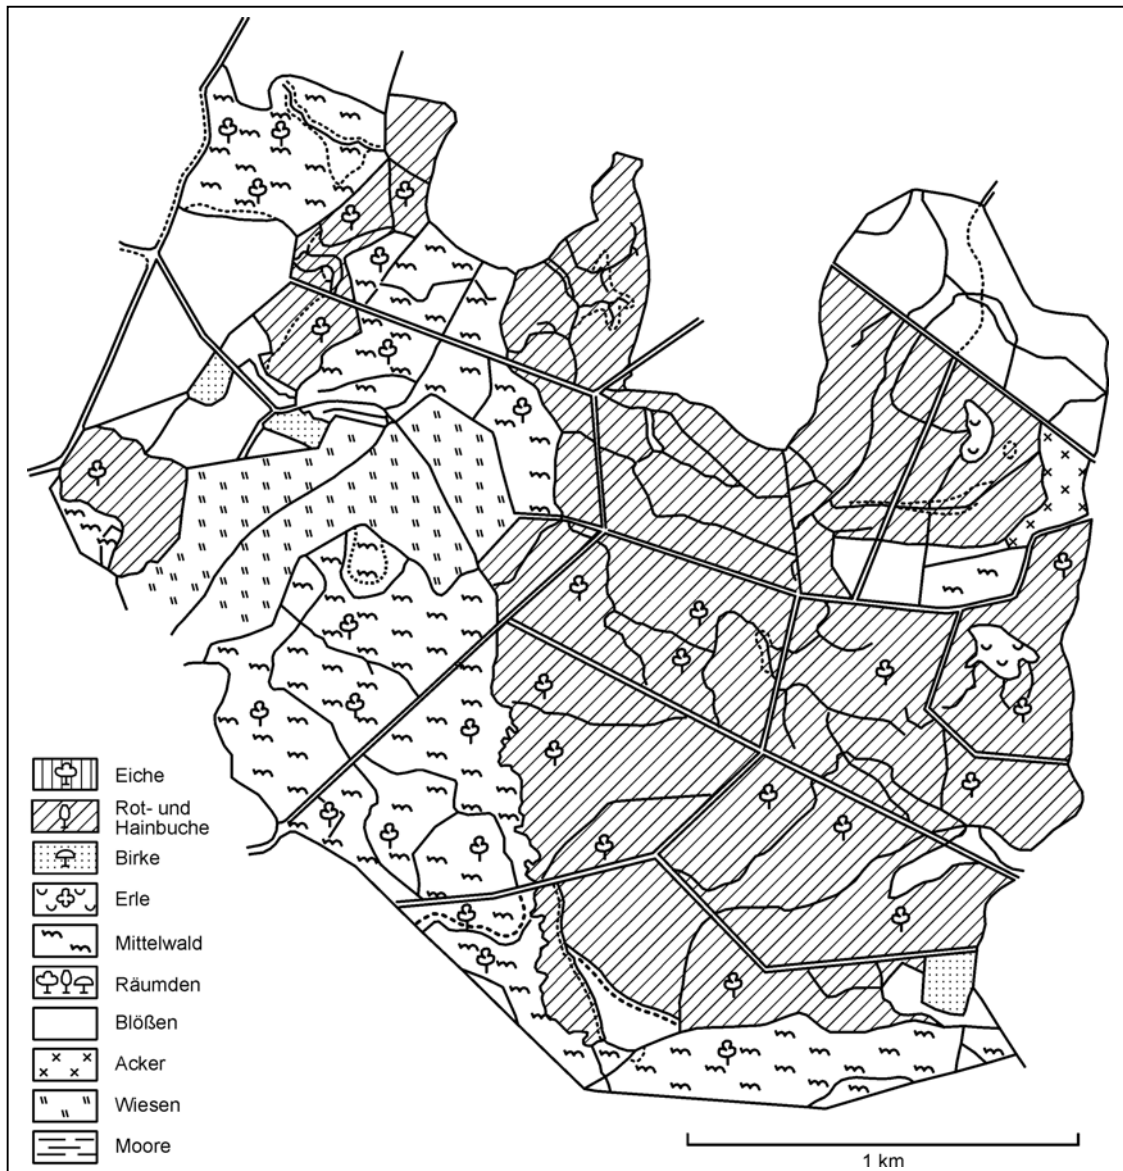 Eiche
Rot- und
Hainbuche
Birke
Erle
Mittelwald
Räumden
Blößen
Acker
Wiesen
Moore
1 km